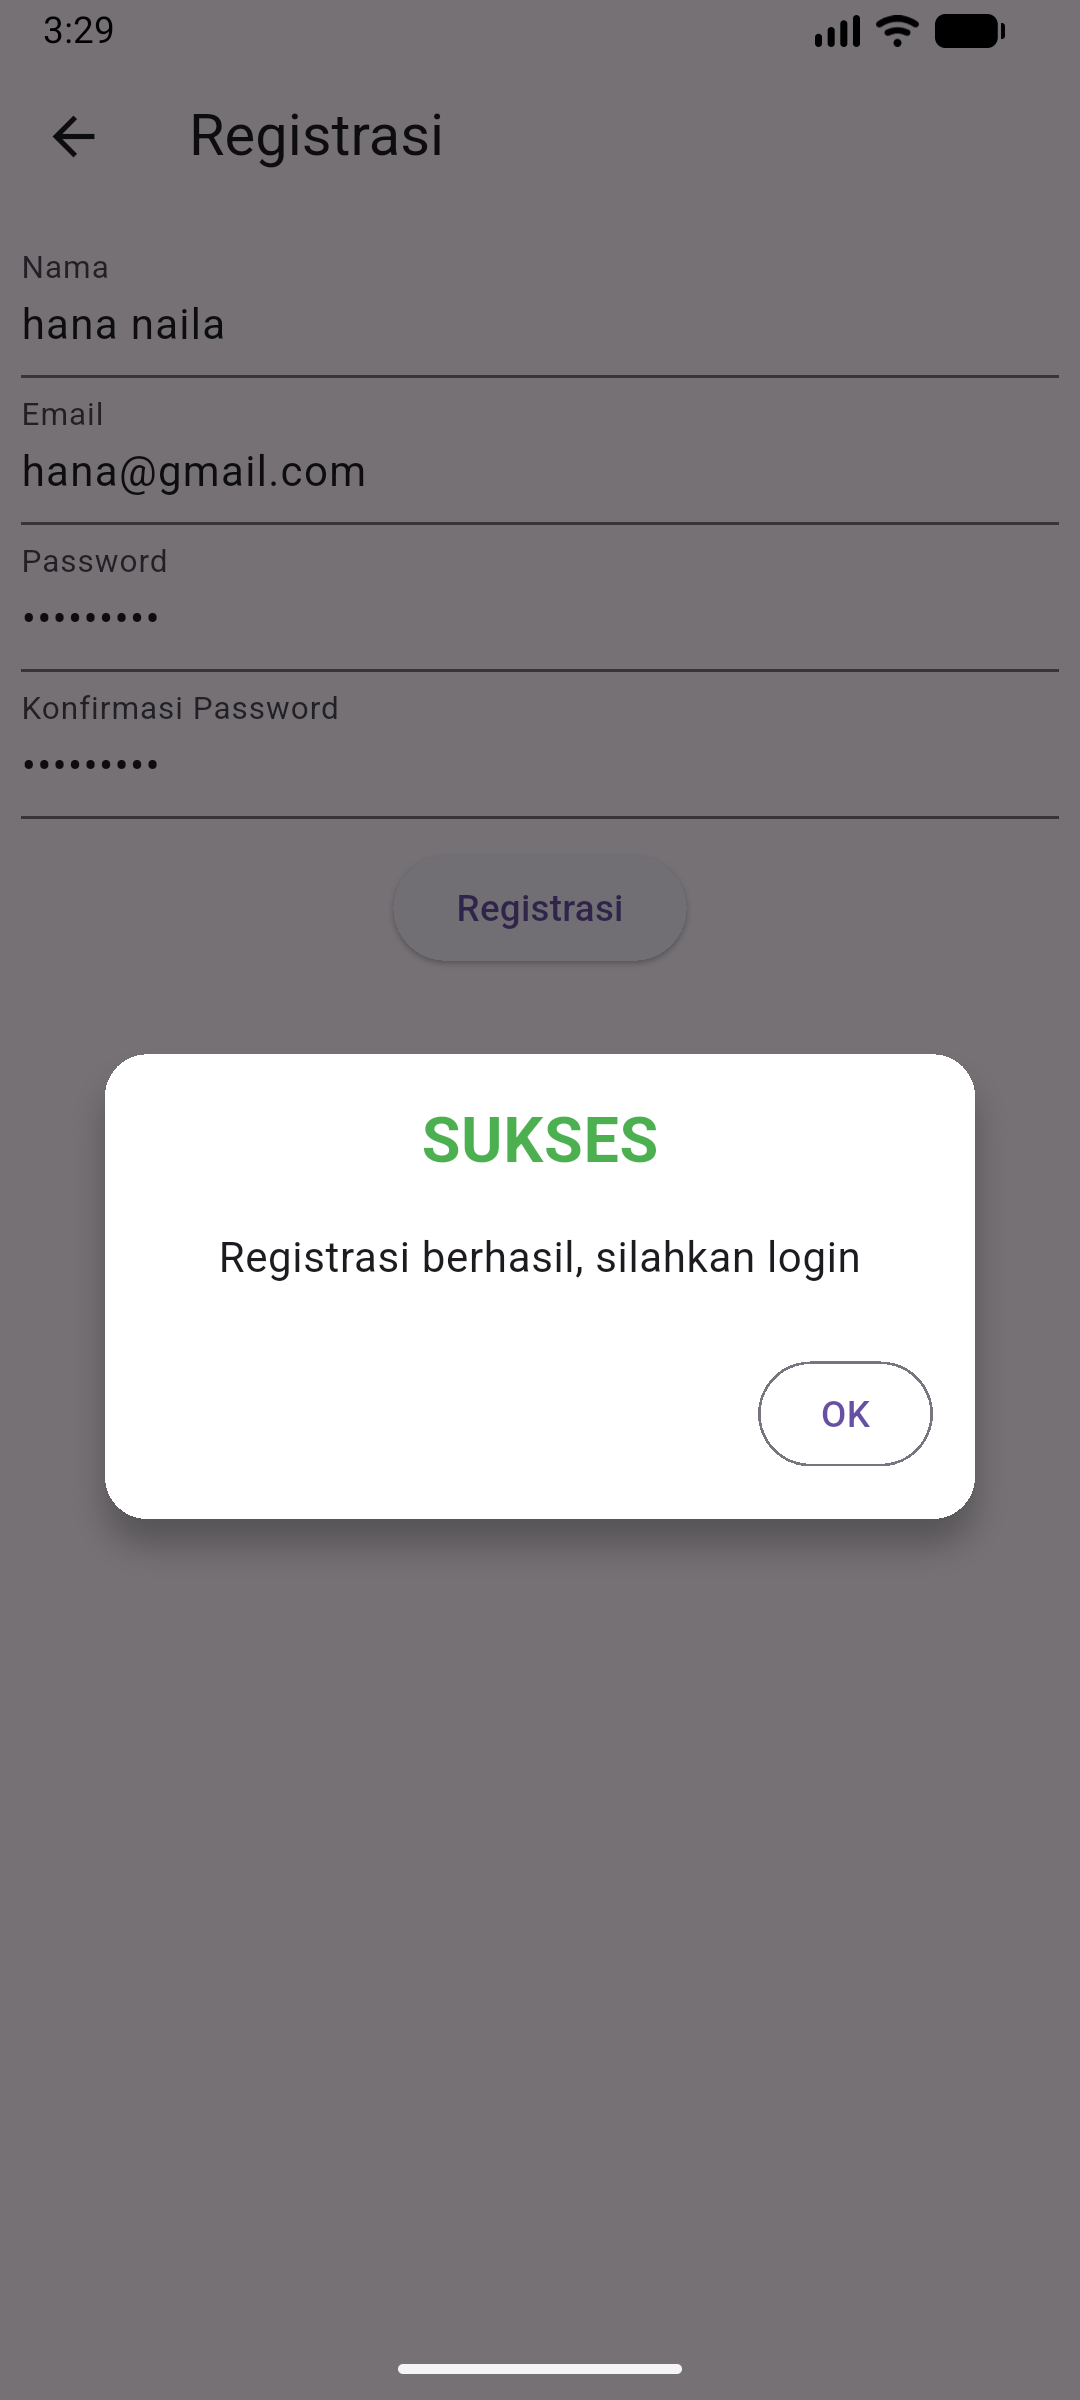 3:29
Registrasi
Nama
hana naila
Email
hana@gmail.com
Password
•••••••••
Konfirmasi Password
•••••••••
Registrasi
SUKSES
Registrasi berhasil, silahkan login
OK